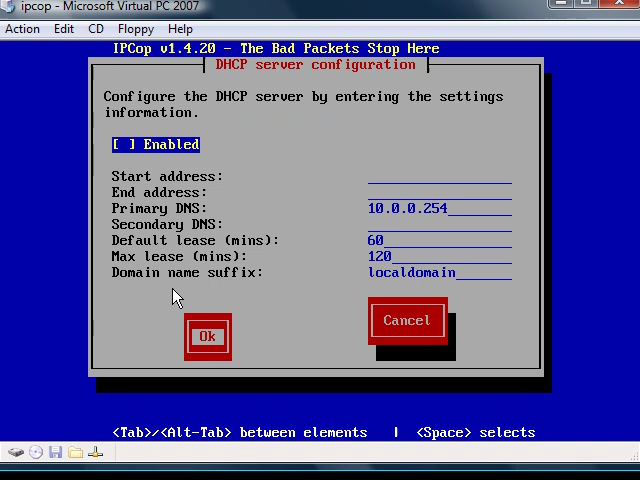 ipcop - Microsoft Virtual PC 2007
Action Edit CD Floppy Help
IPCop v1.4.20 - The Bad Packets Stop Here
DHCP server configuration
Configure the DHCP server by entering the settings
information.
[ ] Enabled
Start address:
End address:
Primary DNS: 10.0.0.254
Secondary DNS:
Default lease (mins): 60
Max lease (mins): 120
Domain name suffix: localdomain
Ok Cancel
<Tab>/<Alt-Tab> between elements | <Space> selects